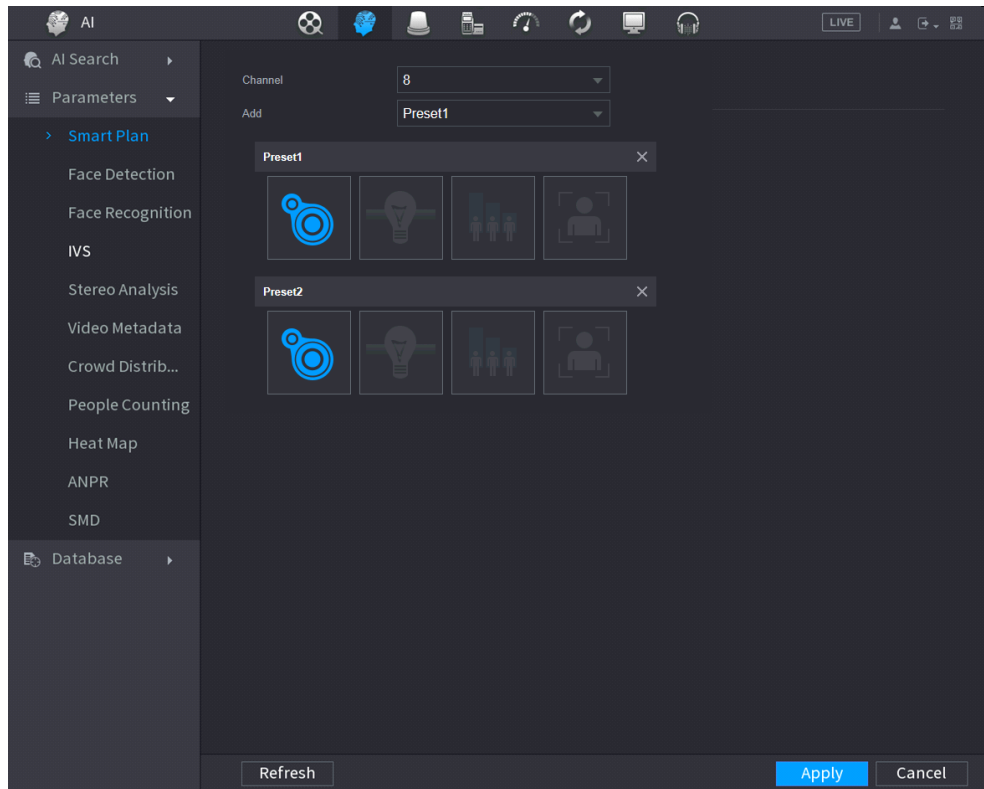 AI
LIVE
AI Search
Parameters
Smart Plan
Face Detection
Face Recognition
IVS
Stereo Analysis
Video Metadata
Crowd Distrib...
People Counting
Heat Map
ANPR
SMD
Database
Channel 8
Add Preset1
Preset1
Preset2
Refresh
Apply
Cancel